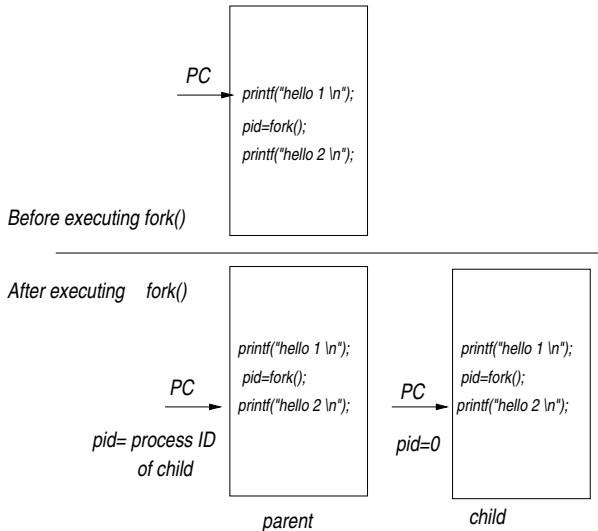 PC
printf("hello 1 \n");
pid=fork();
printf("hello 2 \n");
Before executing fork()
After executing fork()
printf("hello 1 \n");
pid=fork();
printf("hello 2 \n");
PC
pid= process ID
of child
parent
printf("hello 1 \n");
pid=fork();
printf("hello 2 \n");
PC
pid=0
child